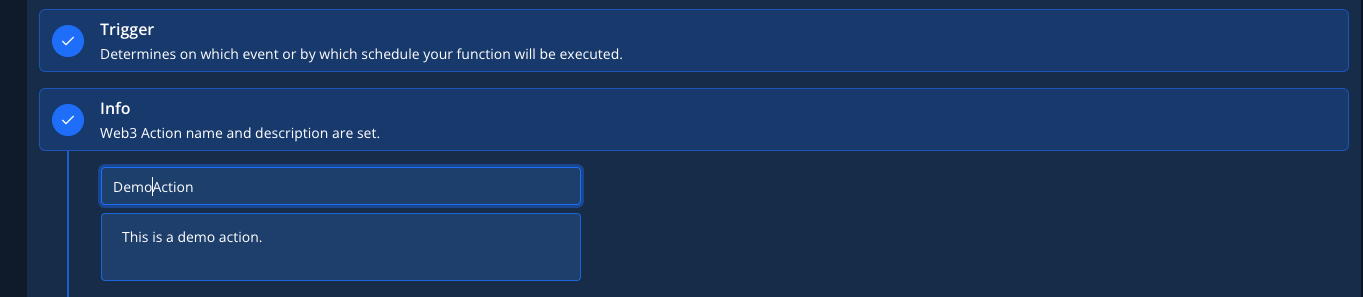 Trigger
Determines on which event or by which schedule your function will be executed.
Info
Web3 Action name and description are set.
DemoAction
This is a demo action.